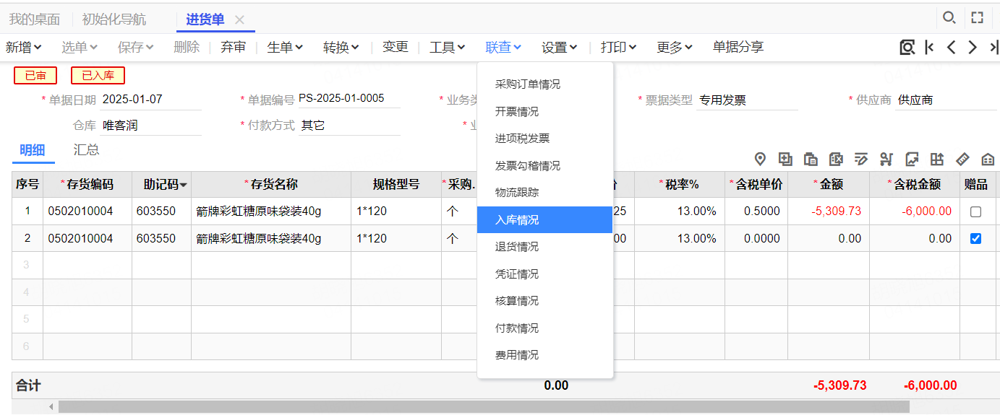 我的桌面 初始化导航 进货单
新增 选单 保存 删除 弃审 生单 转换 变更 工具 联查 设置 打印 更多 单据分享
已审 已入库
* 单据日期 2025-01-07 * 单据编号 PS-2025-01-0005 * 业务 * 票据类型 专用发票 * 供应商 供应商
仓库 唯客润 * 付款方式 其它 * 业
明细 汇总
采购订单情况
开票情况
进项税发票
发票勾稽情况
物流跟踪
入库情况
退货情况
凭证情况
核算情况
付款情况
费用情况
序号 * 存货编码 助记码 * 存货名称 规格型号 * 采购. * 税率% * 含税单价 * 金额 * 含税金额 赠品
1 0502010004 603550 箭牌彩虹糖原味袋装40g 1*120 个 25 13.00% 0.5000 -5,309.73 -6,000.00
2 0502010004 603550 箭牌彩虹糖原味袋装40g 1*120 个 00 13.00% 0.0000 0.00 0.00
3
4
5
6
合计 0.00 -5,309.73 -6,000.00